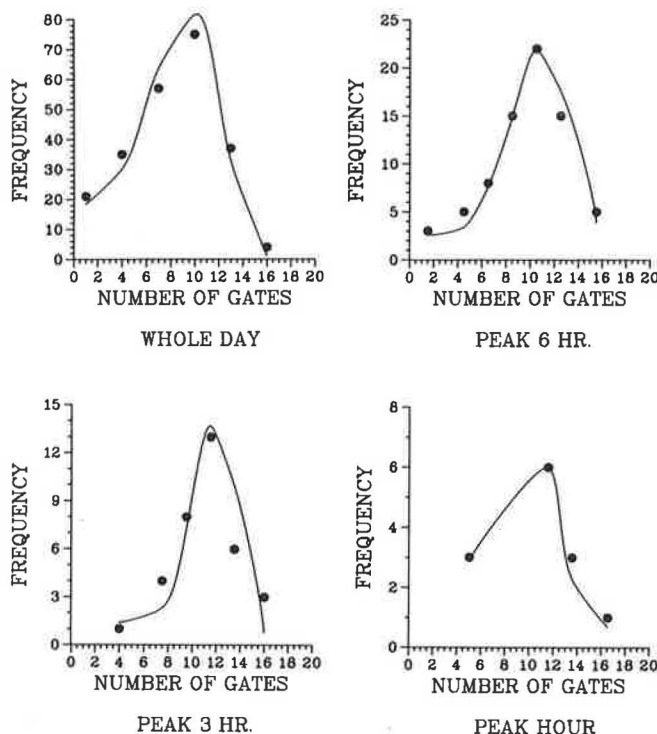 FREQUENCY
80
70
60
50
40
30
20
10
0
0 2 4 6 8 10 12 14 16 18 20
NUMBER OF GATES
WHOLE DAY
FREQUENCY
25
20
15
10
5
0
0 2 4 6 8 10 12 14 16 18 20
NUMBER OF GATES
PEAK 6 HR.
FREQUENCY
15
12
9
6
3
0
0 2 4 6 8 10 12 14 16 18 20
NUMBER OF GATES
PEAK 3 HR.
FREQUENCY
8
6
4
2
0
0 2 4 6 8 10 12 14 16 18 20
NUMBER OF GATES
PEAK HOUR